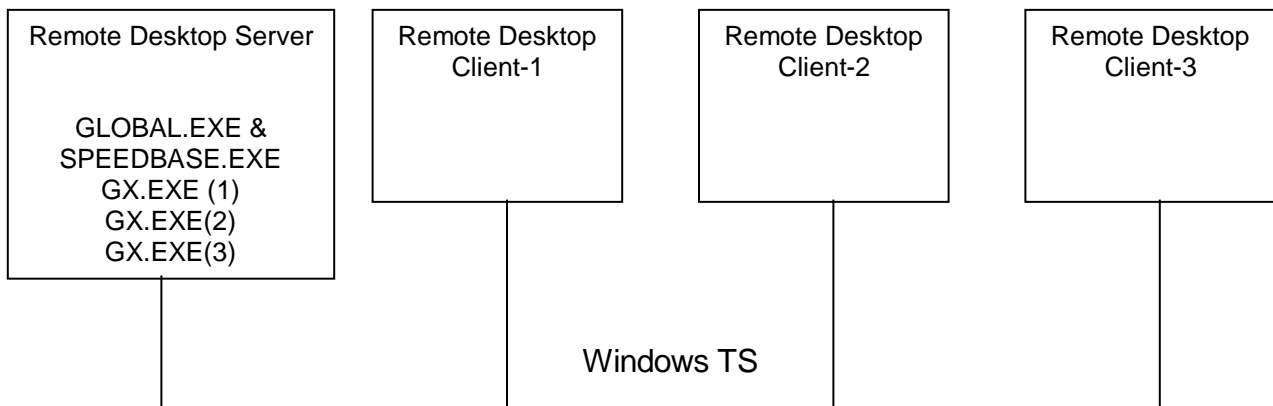 Remote Desktop Server
GLOBAL.EXE &
SPEEDBASE.EXE
GX.EXE (1)
GX.EXE(2)
GX.EXE(3)
Remote Desktop
Client-1
Remote Desktop
Client-2
Remote Desktop
Client-3
Windows TS